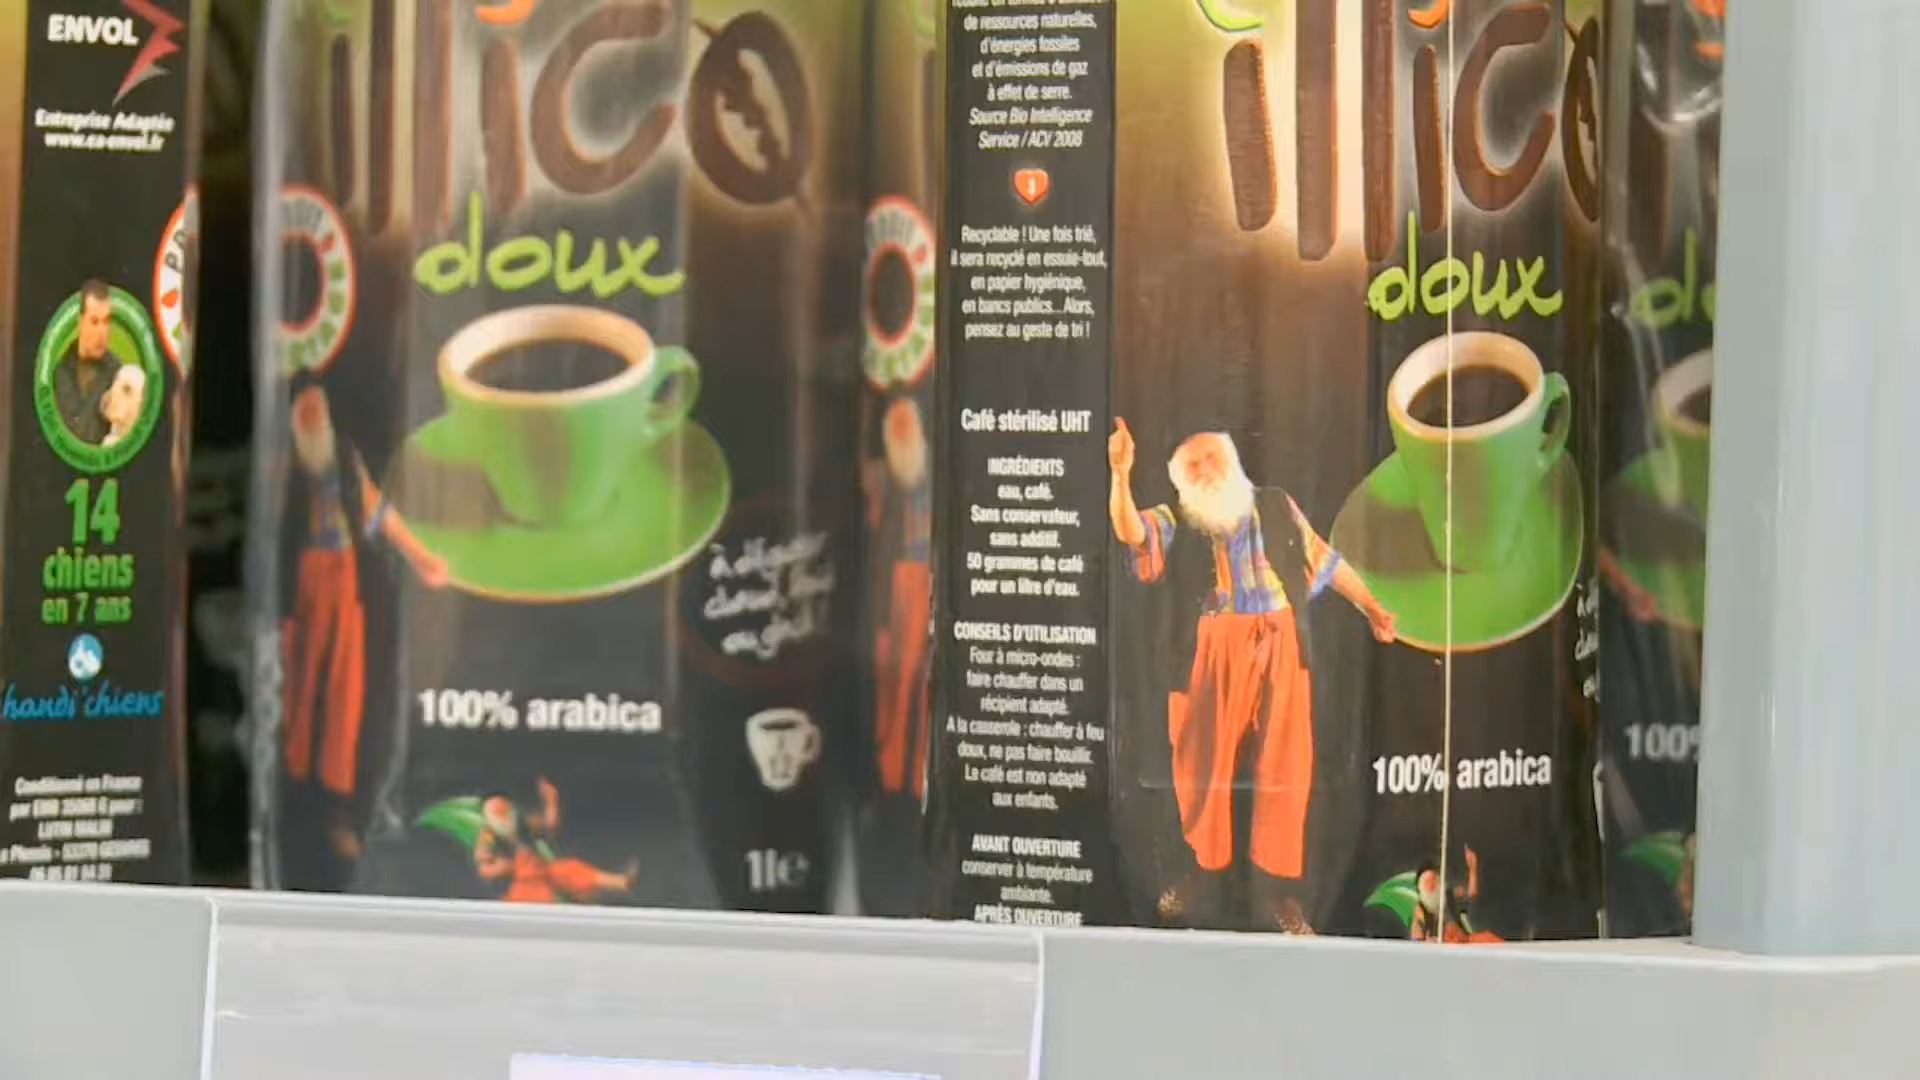 ENVOL
Entreprise Adaptée
www.ea-envol.fr
14
chiens
en 7 ans
handi'chiens
Conditionné en France
illico
doux
100% arabica
12
1le
de ressources naturelles,
d'énergies fossiles
et d'émissions de gaz
à effet de serre.
Source Bio Intelligence
Service / ACV 2008
3
Recyclable ! Une fois trié,
il sera recyclé en essuie-tout,
en papier hygiénique,
en bancs publics... Alors,
pensez au geste de tri !
Café stérilisé UHT
INGRÉDIENTS
eau, café.
Sans conservateur,
sans additif.
50 grammes de café
pour un litre d'eau.
CONSEILS D'UTILISATION
Four à micro-ondes :
faire chauffer dans un
récipient adapté.
A la casserole : chauffer à feu
doux, ne pas faire bouillir.
Le café est non adapté
aux enfants.
AVANT OUVERTURE
conserver à température
ambiante.
APRÈS OUVERTURE
illico
doux
100% arabica
100%